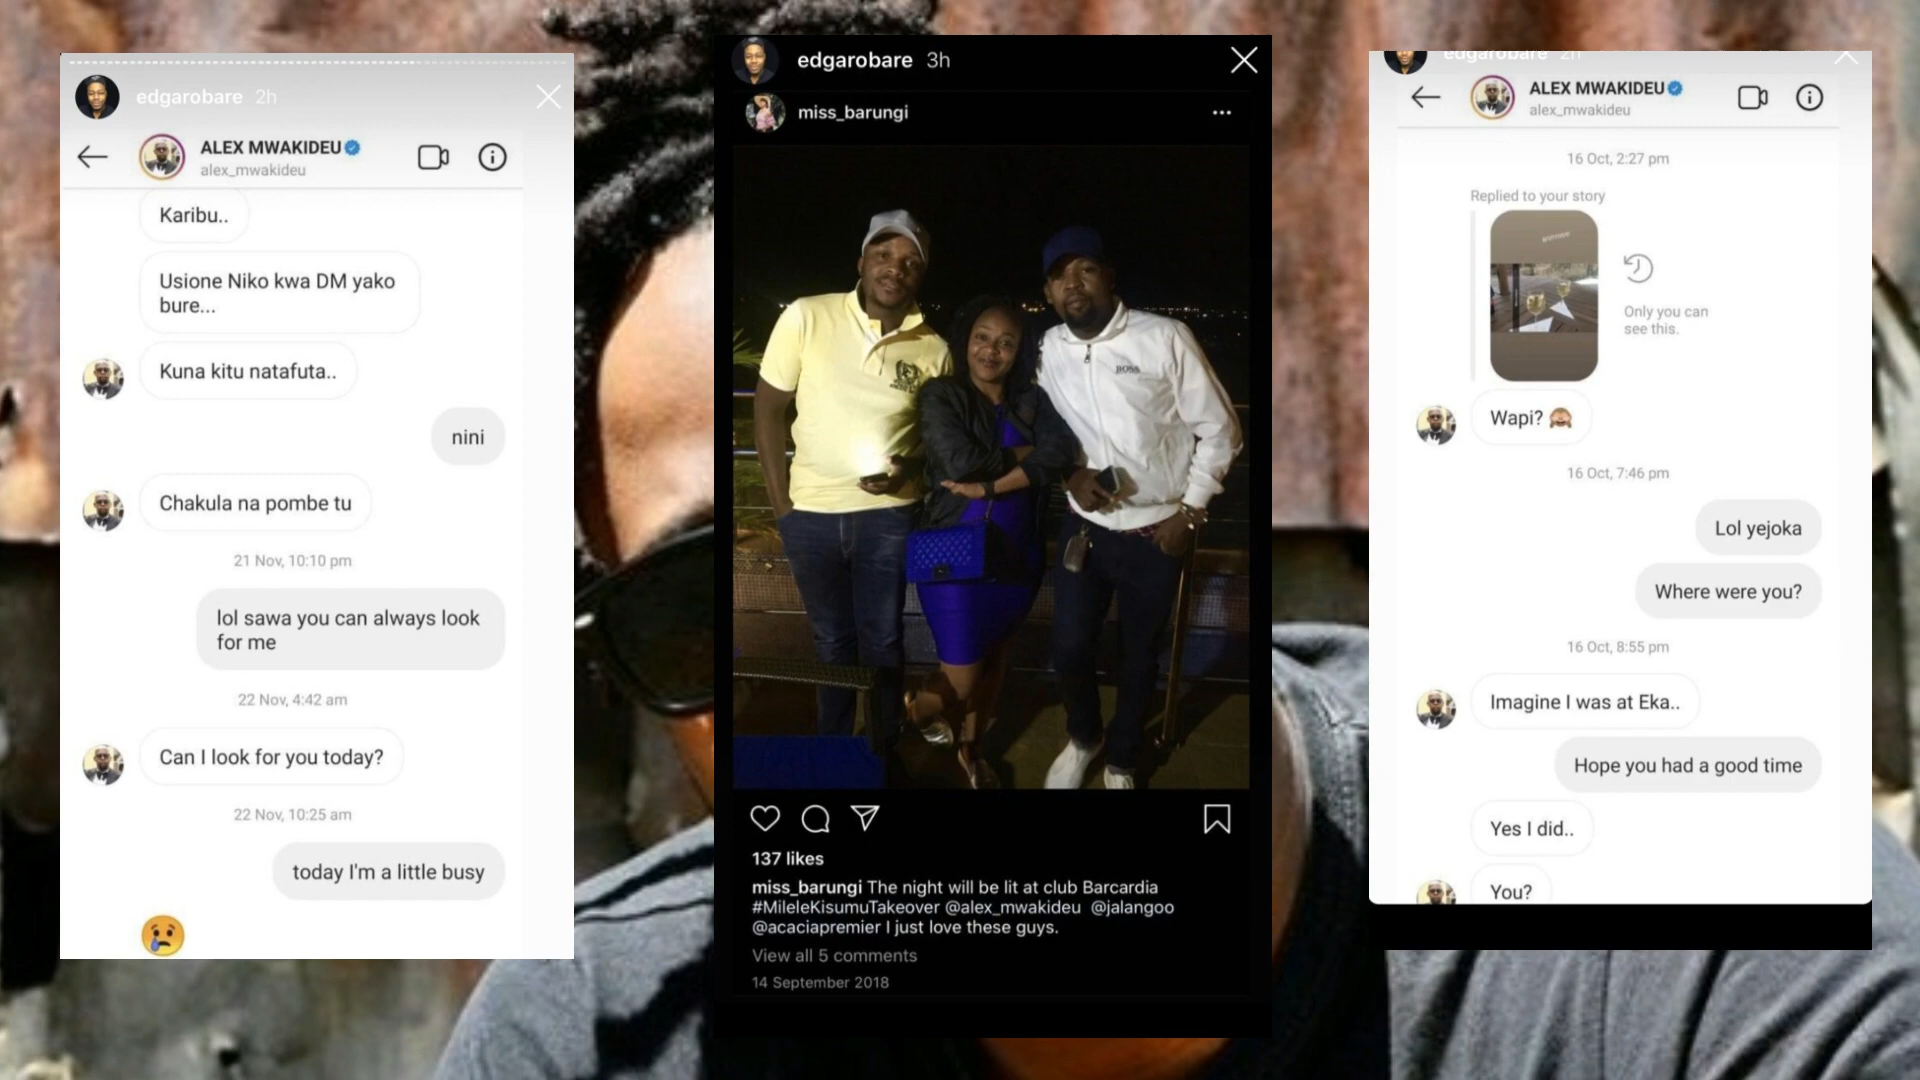 edgarobare 2h
ALEX MWAKIDEU
alex_mwakideu
Karibu..
Usione Niko kwa DM yako
bure...
Kuna kitu natafuta..
nini
Chakula na pombe tu
21 Nov, 10:10 pm
lol sawa you can always look
for me
22 Nov, 4:42 am
Can I look for you today?
22 Nov, 10:25 am
today I'm a little busy
edgarobare 3h
miss_barungi
BOSS
137 likes
miss_barungi The night will be lit at club Barcardia
#MileleKisumuTakeover @alex_mwakideu @jalangoo
@acaciapremier I just love these guys.
View all 5 comments
14 September 2018
edgarobare 2h
ALEX MWAKIDEU
alex_mwakideu
16 Oct, 2:27 pm
Replied to your story
Only you can
see this.
Wapi?
16 Oct, 7:46 pm
Lol yejoka
Where were you?
16 Oct, 8:55 pm
Imagine I was at Eka..
Hope you had a good time
Yes I did..
You?